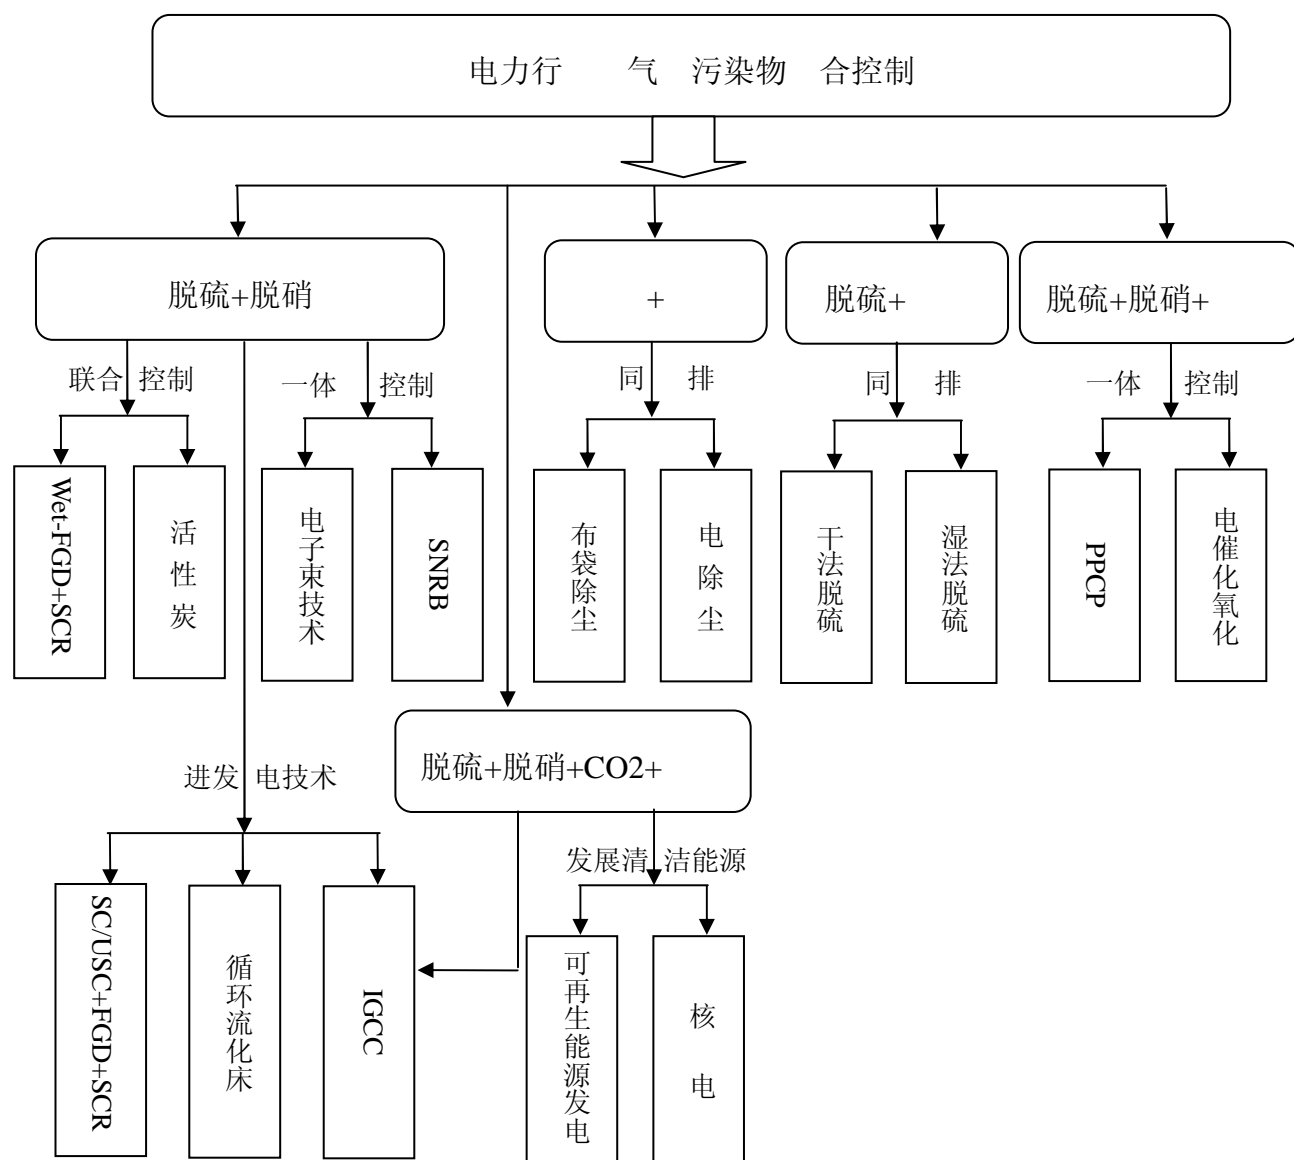 电力行 气 污染物 合控制
脱硫+脱硝
+
脱硫+
脱硫+脱硝+
联合 控制
一体 控制
同 排
同 排
一体 控制
Wet-FGD+SCR
活性炭
电子束技术
SNRB
布袋除尘
电除尘
干法脱硫
湿法脱硫
PPCP
电催化氧化
脱硫+脱硝+CO2+
进发 电技术
发展清 洁能源
SC/USC+FGD+SCR
循环流化床
IGCC
可再生能源发电
核电